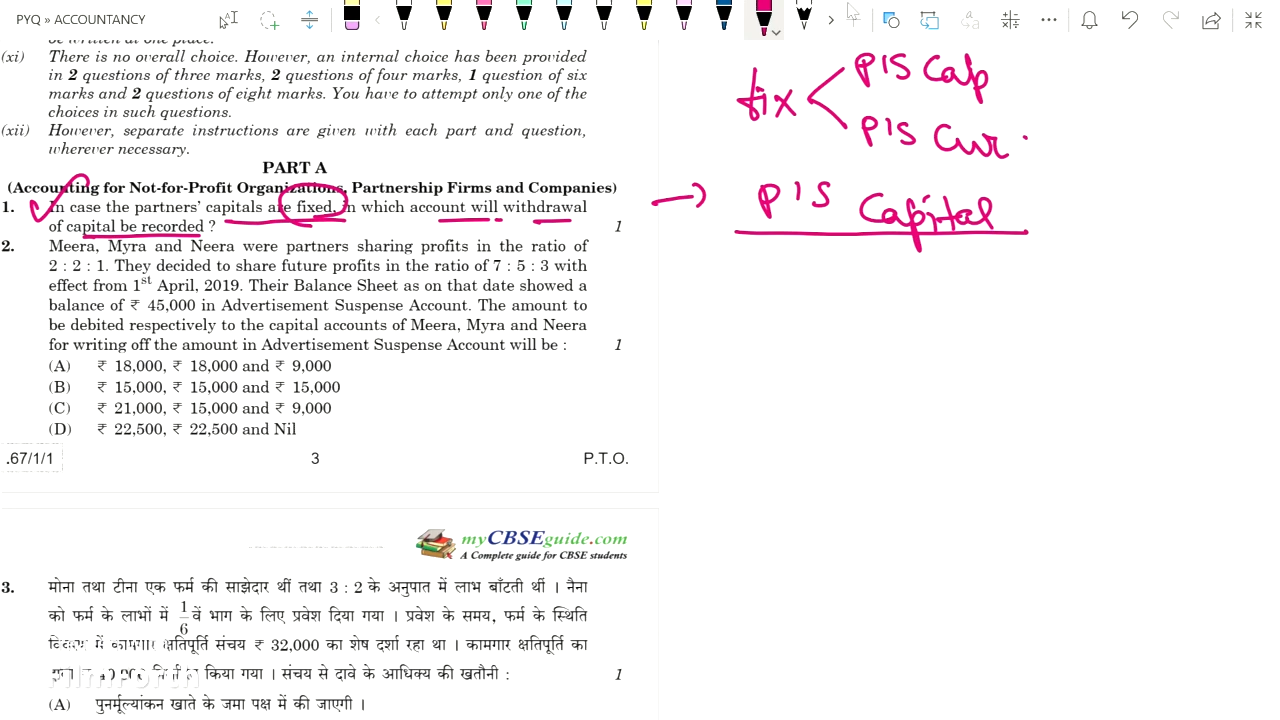 PYQ » ACCOUNTANCY
be written at one place.
(xi) There is no overall choice. However, an internal choice has been provided
in 2 questions of three marks, 2 questions of four marks, 1 question of six
marks and 2 questions of eight marks. You have to attempt only one of the
choices in such questions.
(xii) However, separate instructions are given with each part and question,
wherever necessary.
PART A
(Accounting for Not-for-Profit Organizations, Partnership Firms and Companies)
1. In case the partners' capitals are fixed, in which account will withdrawal
of capital be recorded ? 1
2. Meera, Myra and Neera were partners sharing profits in the ratio of
2 : 2 : 1. They decided to share future profits in the ratio of 7 : 5 : 3 with
effect from 1st April, 2019. Their Balance Sheet as on that date showed a
balance of ₹ 45,000 in Advertisement Suspense Account. The amount to
be debited respectively to the capital accounts of Meera, Myra and Neera
for writing off the amount in Advertisement Suspense Account will be : 1
(A) ₹ 18,000, ₹ 18,000 and ₹ 9,000
(B) ₹ 15,000, ₹ 15,000 and ₹ 15,000
(C) ₹ 21,000, ₹ 15,000 and ₹ 9,000
(D) ₹ 22,500, ₹ 22,500 and Nil
.67/1/1 3 P.T.O.
fix P'S Cap
P'S Cur
→ P'S Capital
myCBSEguide.com
A Complete guide for CBSE students
3. मोना तथा टीना एक फर्म की साझेदार थीं तथा 3 : 2 के अनुपात में लाभ बाँटती थीं । नैना
को फर्म के लाभों में 1/6 वें भाग के लिए प्रवेश दिया गया । प्रवेश के समय, फर्म के स्थिति
विवरण में कामगार क्षतिपूर्ति संचय ₹ 32,000 का शेष दर्शा रहा था । कामगार क्षतिपूर्ति का
किया गया । संचय से दावे के आधिक्य की खतौनी : 1
(A) पुनर्मूल्यांकन खाते के जमा पक्ष में की जाएगी ।